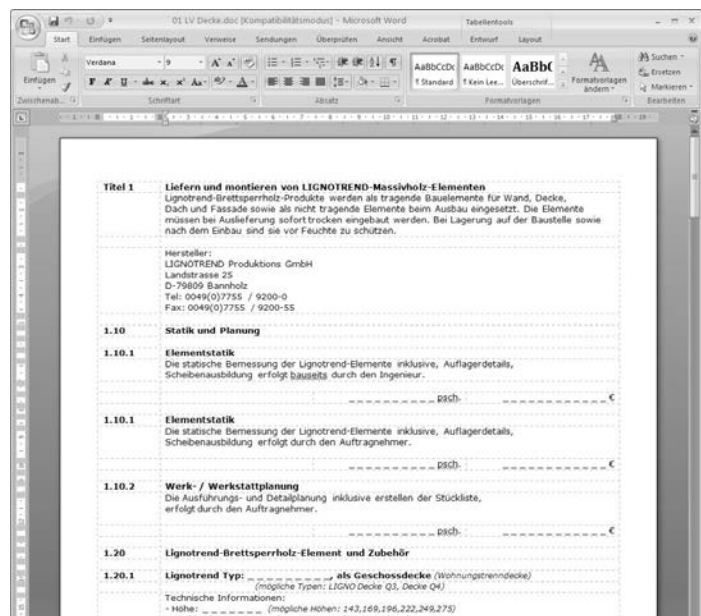 01 LV Decke.doc [Kompatibilitätsmodus] - Microsoft Word
Tabellentools
Start Einfügen Seitenlayout Verweise Sendungen Überprüfen Ansicht Acrobat Entwurf Layout
Verdana 9
Einfügen
F K U abc x₂ x² Aa
AaBbCcDc AaBbCcDc AaBbC
¶ Standard ¶ Kein Lee... Überschrif...
Formatvorlagen ändern
Suchen
Ersetzen
Markieren
Zwischenab... Schriftart Absatz Formatvorlagen Bearbeiten
Titel 1 Liefern und montieren von LIGNOTREND-Massivholz-Elementen
Lignotrend-Brettsperrholz-Produkte werden als tragende Bauelemente für Wand, Decke,
Dach und Fassade sowie als nicht tragende Elemente beim Ausbau eingesetzt. Die Elemente
müssen bei Auslieferung sofort trocken eingebaut werden. Bei Lagerung auf der Baustelle sowie
nach dem Einbau sind sie vor Feuchte zu schützen.
Hersteller:
LIGNOTREND Produktions GmbH
Landstrasse 25
D-79809 Bannholz
Tel: 0049(0)7755 / 9200-0
Fax: 0049(0)7755 / 9200-55
1.10 Statik und Planung
1.10.1 Elementstatik
Die statische Bemessung der Lignotrend-Elemente inklusive, Auflagerdetails,
Scheibenausbildung erfolgt bauseits durch den Ingenieur.
_ _ _ _ _ _ _ _ psch. _ _ _ _ _ _ _ _ _ _ €
1.10.1 Elementstatik
Die statische Bemessung der Lignotrend-Elemente inklusive, Auflagerdetails,
Scheibenausbildung erfolgt durch den Auftragnehmer.
_ _ _ _ _ _ _ _ psch. _ _ _ _ _ _ _ _ _ _ €
1.10.2 Werk- / Werkstattplanung
Die Ausführungs- und Detailplanung inklusive erstellen der Stückliste,
erfolgt durch den Auftragnehmer.
_ _ _ _ _ _ _ _ psch. _ _ _ _ _ _ _ _ _ _ €
1.20 Lignotrend-Brettsperrholz-Element und Zubehör
1.20.1 Lignotrend Typ: _ _ _ _ _ _ _ _, als Geschossdecke (Wohnungstrenndecke)
(mögliche Typen: LIGNO Decke Q3, Decke Q4)
Technische Informationen:
- Höhe: _ _ _ _ _ _ (mögliche Höhen: 143,169,196,222,249,275)